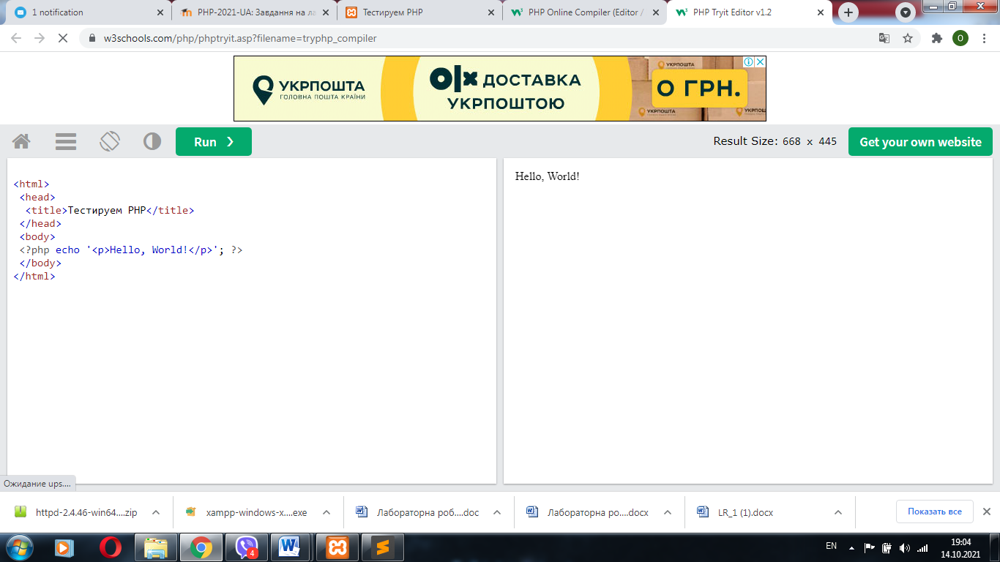 1 notification
PHP-2021-UA: Завдання на ла
Тестируем PHP
PHP Online Compiler (Editor /
PHP Tryit Editor v1.2
w3schools.com/php/phptryit.asp?filename=tryphp_compiler
O
УКРПОШТА
ГОЛОВНА ПОШТА КРАЇНИ
olx ДОСТАВКА
УКРПОШТОЮ
УКРПОШТА
0 ГРН.
УКРПОШТА
УКРПОШ
Run ❯
Result Size: 668 x 445
Get your own website
<html>
<head>
<title>Тестируем PHP</title>
</head>
<body>
<?php echo '<p>Hello, World!</p>'; ?>
</body>
</html>
Hello, World!
Ожидание ups....
httpd-2.4.46-win64....zip
xampp-windows-x....exe
Лабораторна роб....doc
Лабораторна ро....docx
LR_1 (1).docx
Показать все
4
EN
19:04
14.10.2021